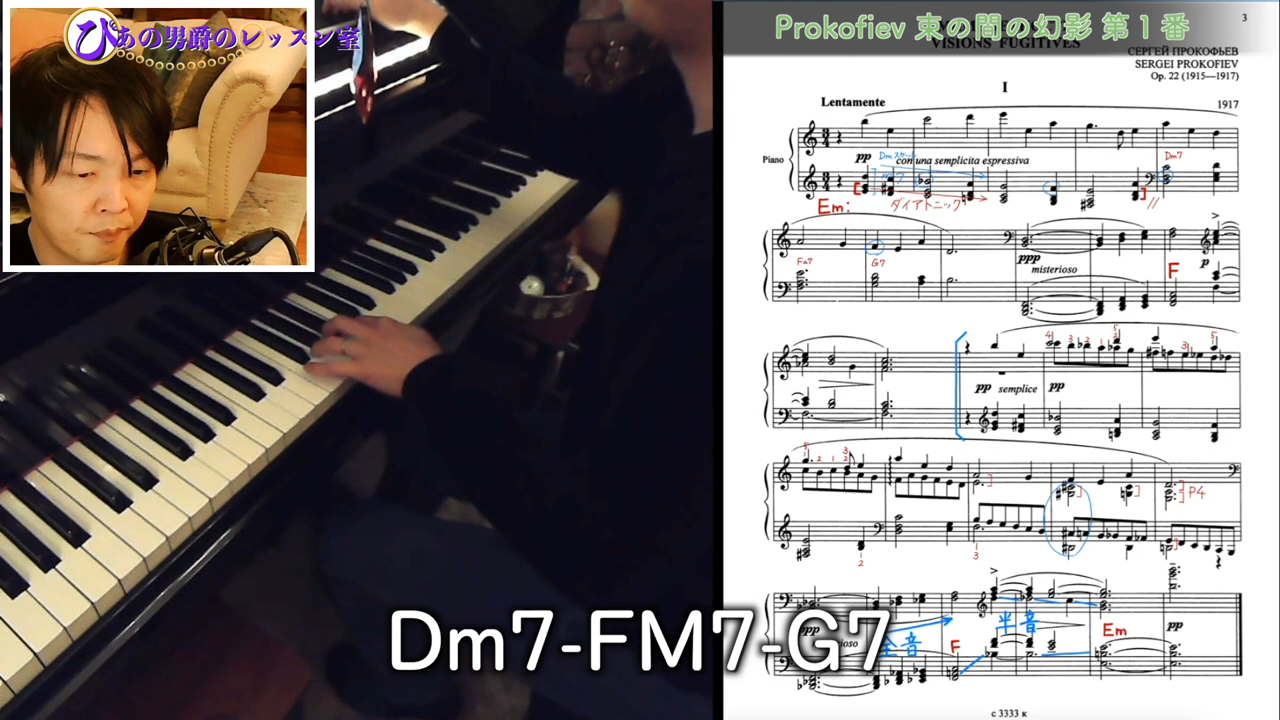 ぴあの男爵のレッスン室
Prokofiev 束の間の幻影 第１番
3
VISIONS FUGITIVES
СЕРГЕЙ ПРОКОФЬЕВ
SERGEI PROKOFIEV
Op. 22 (1915—1917)
I
Lentamente
1917
Piano
pp
con una semplicita espressiva
Dm7
Em:
ダイアトニック
G7
ppp
misterioso
F
p
pp semplice pp
P4
全音
半音
F
Em
pp
Dm7-FM7-G7
с 3333 к